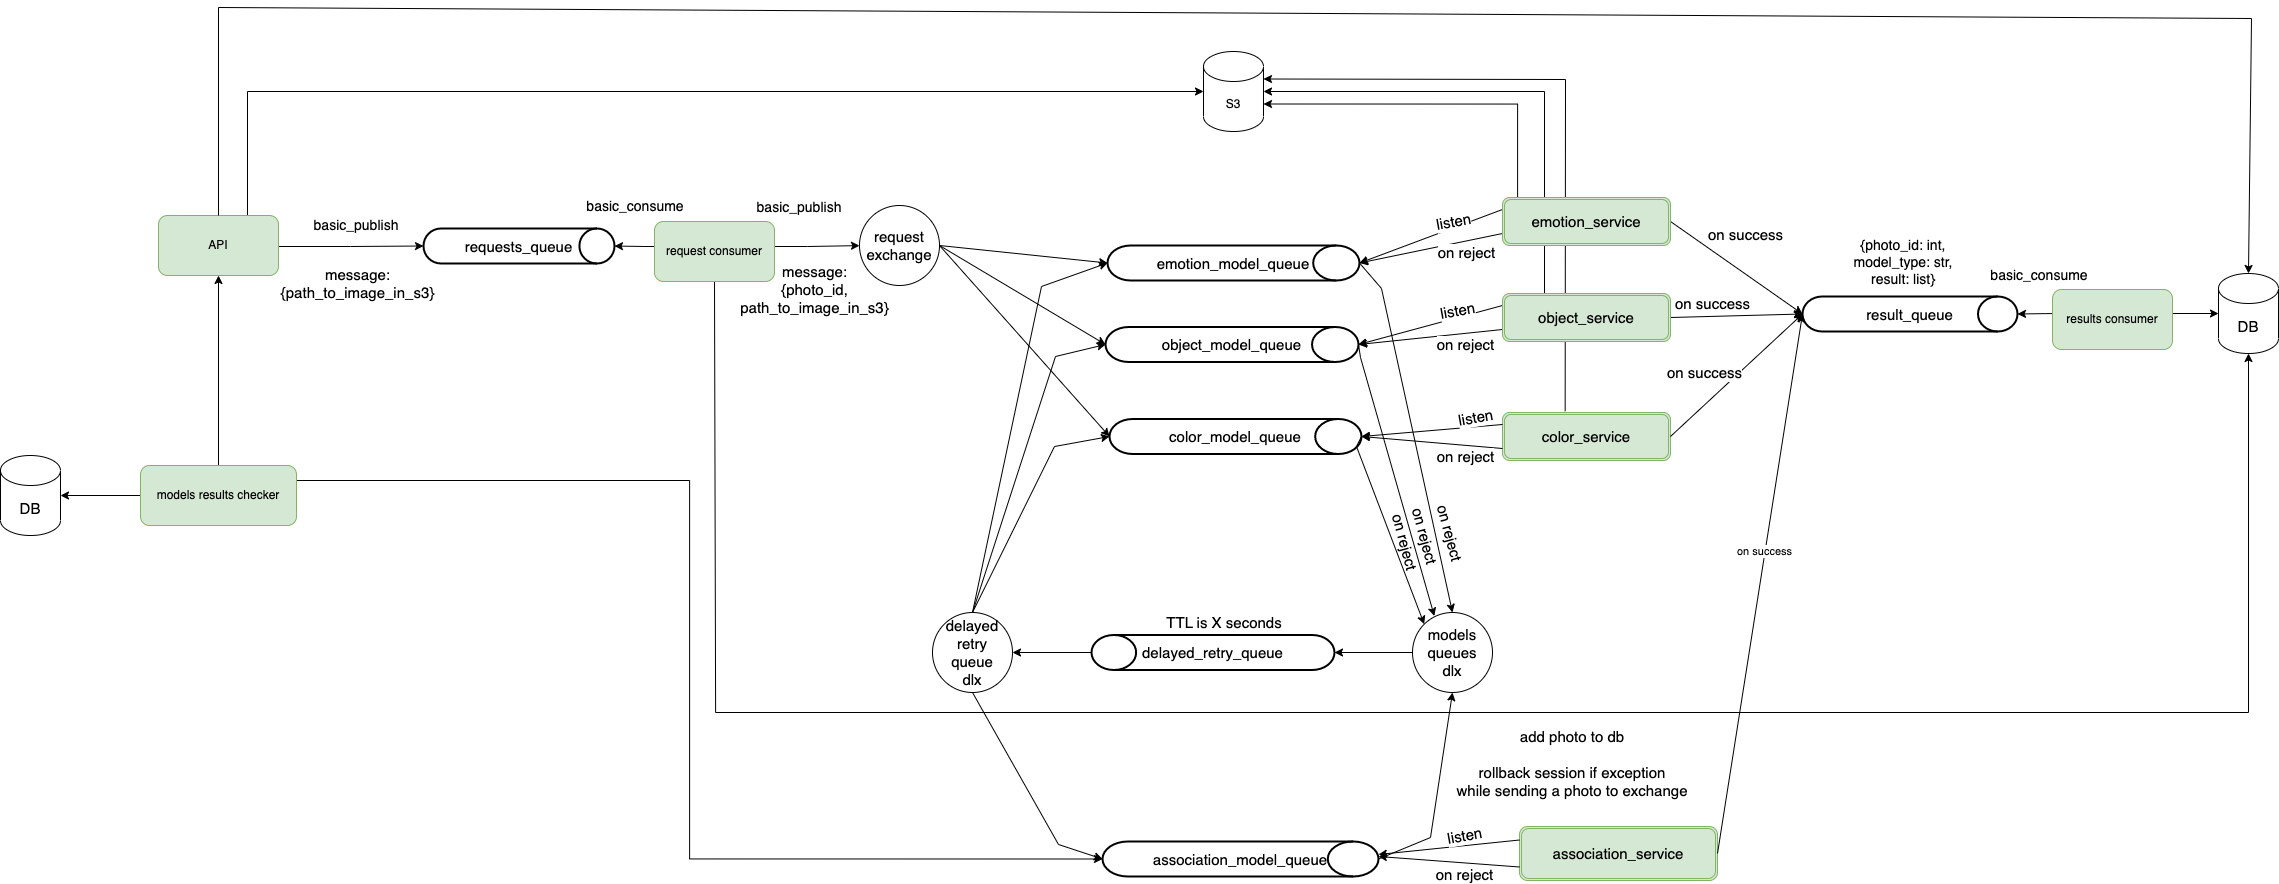 S3
API
basic_publish
message:
{path_to_image_in_s3}
requests_queue
basic_consume
request consumer
basic_publish
message:
{photo_id,
path_to_image_in_s3}
request
exchange
emotion_model_queue
object_model_queue
color_model_queue
listen
on reject
listen
on reject
listen
on reject
emotion_service
object_service
color_service
on success
on success
on success
{photo_id: int,
model_type: str,
result: list}
result_queue
basic_consume
results consumer
DB
DB
models results checker
on reject
on reject
on reject
on success
delayed
retry
queue
dlx
TTL is X seconds
delayed_retry_queue
models
queues
dlx
add photo to db
rollback session if exception
while sending a photo to exchange
association_model_queue
listen
on reject
association_service